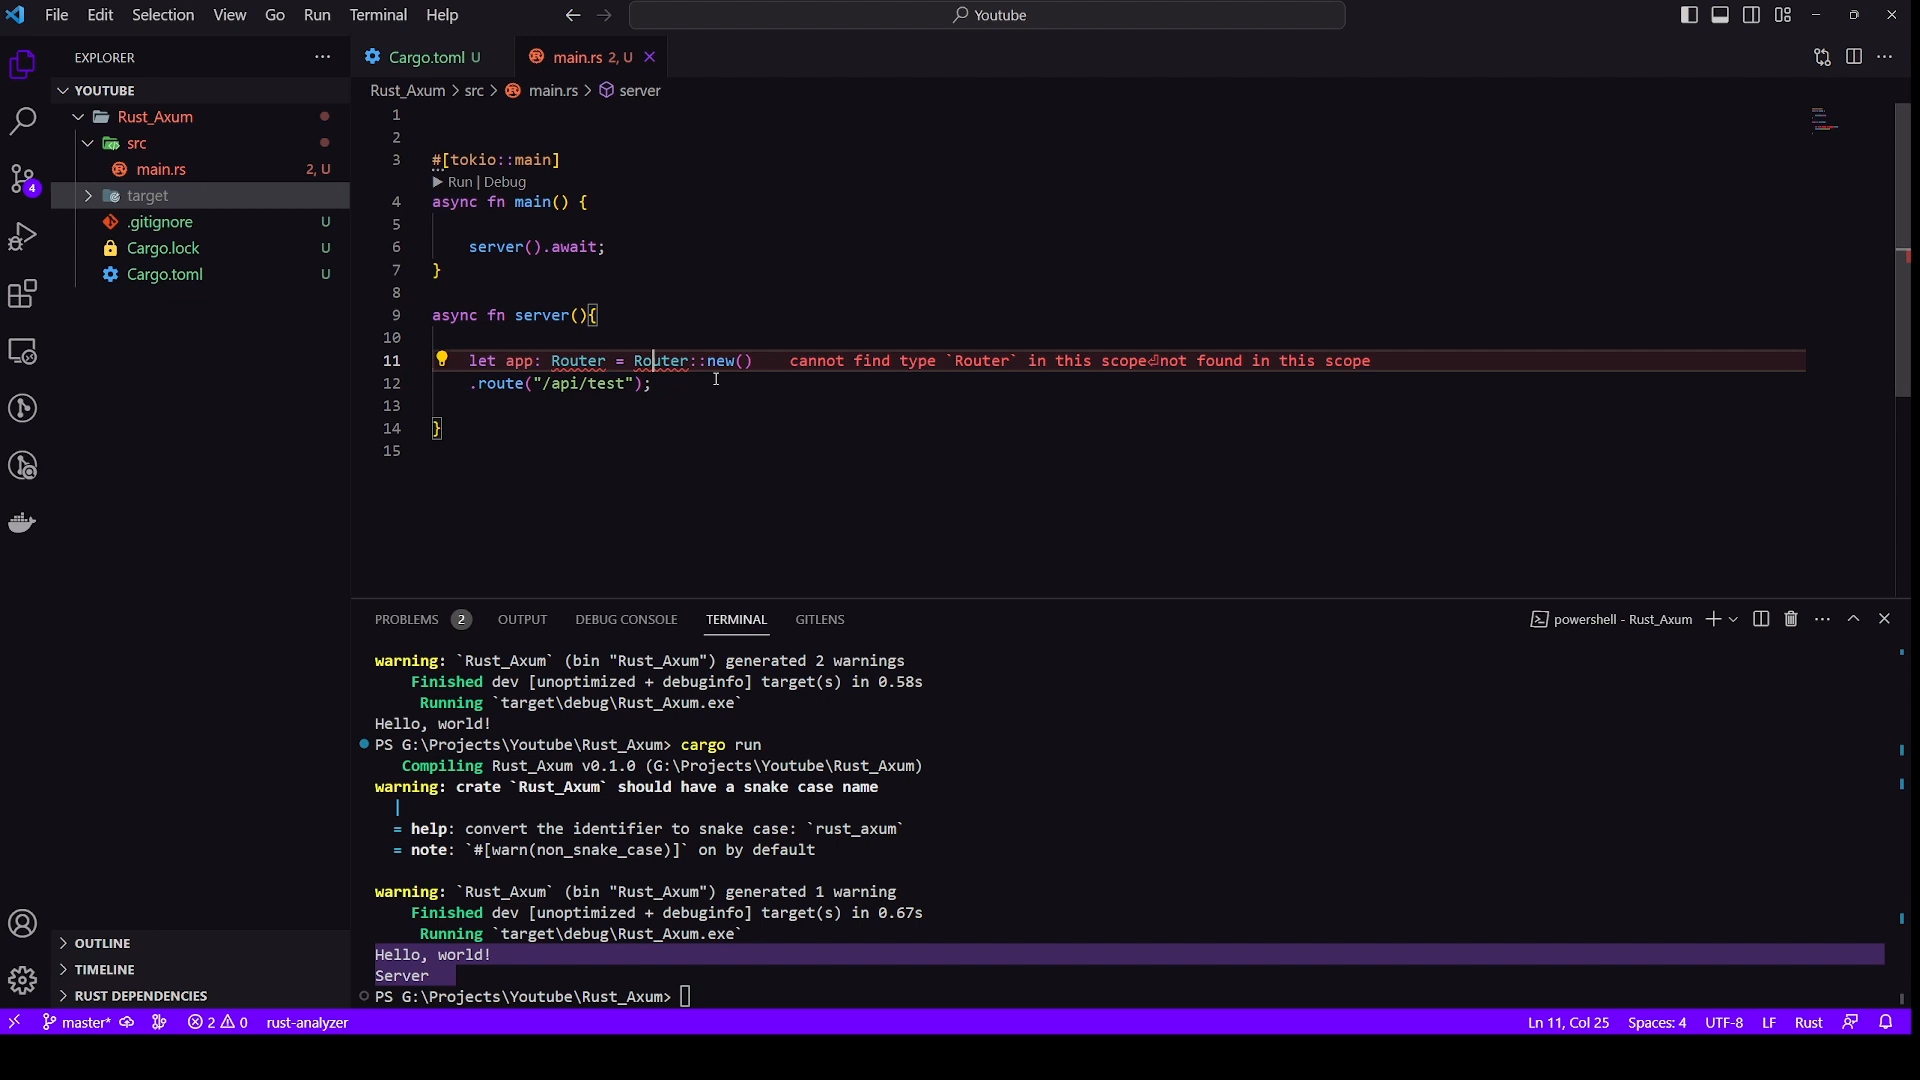 File Edit Selection View Go Run Terminal Help
Youtube
EXPLORER
YOUTUBE
Rust_Axum
src
main.rs 2, U
target
.gitignore U
Cargo.lock U
Cargo.toml U
4
OUTLINE
TIMELINE
RUST DEPENDENCIES
Cargo.toml U main.rs 2, U
Rust_Axum > src > main.rs > server
1
2
3 #[tokio::main]
Run | Debug
4 async fn main() {
5
6 server().await;
7 }
8
9 async fn server(){
10
11 let app: Router = Router::new() cannot find type `Router` in this scope⏎not found in this scope
12 .route("/api/test");
13
14 }
15
PROBLEMS 2 OUTPUT DEBUG CONSOLE TERMINAL GITLENS
powershell - Rust_Axum
warning: `Rust_Axum` (bin "Rust_Axum") generated 2 warnings
Finished dev [unoptimized + debuginfo] target(s) in 0.58s
Running `target\debug\Rust_Axum.exe`
Hello, world!
PS G:\Projects\Youtube\Rust_Axum> cargo run
Compiling Rust_Axum v0.1.0 (G:\Projects\Youtube\Rust_Axum)
warning: crate `Rust_Axum` should have a snake case name
|
= help: convert the identifier to snake case: `rust_axum`
= note: `#[warn(non_snake_case)]` on by default
warning: `Rust_Axum` (bin "Rust_Axum") generated 1 warning
Finished dev [unoptimized + debuginfo] target(s) in 0.67s
Running `target\debug\Rust_Axum.exe`
Hello, world!
Server
PS G:\Projects\Youtube\Rust_Axum>
master* 2 0 rust-analyzer
Ln 11, Col 25 Spaces: 4 UTF-8 LF Rust